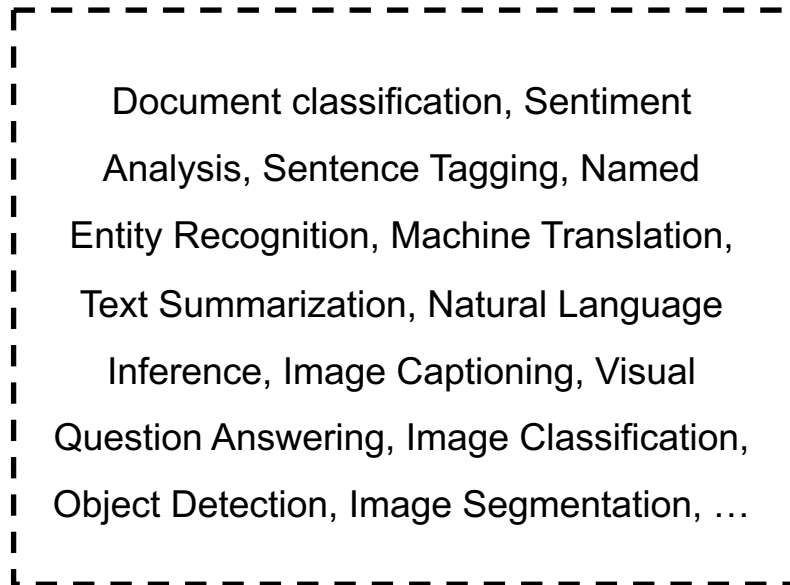 Document classification, Sentiment
Analysis, Sentence Tagging, Named
Entity Recognition, Machine Translation,
Text Summarization, Natural Language
Inference, Image Captioning, Visual
Question Answering, Image Classification,
Object Detection, Image Segmentation, …